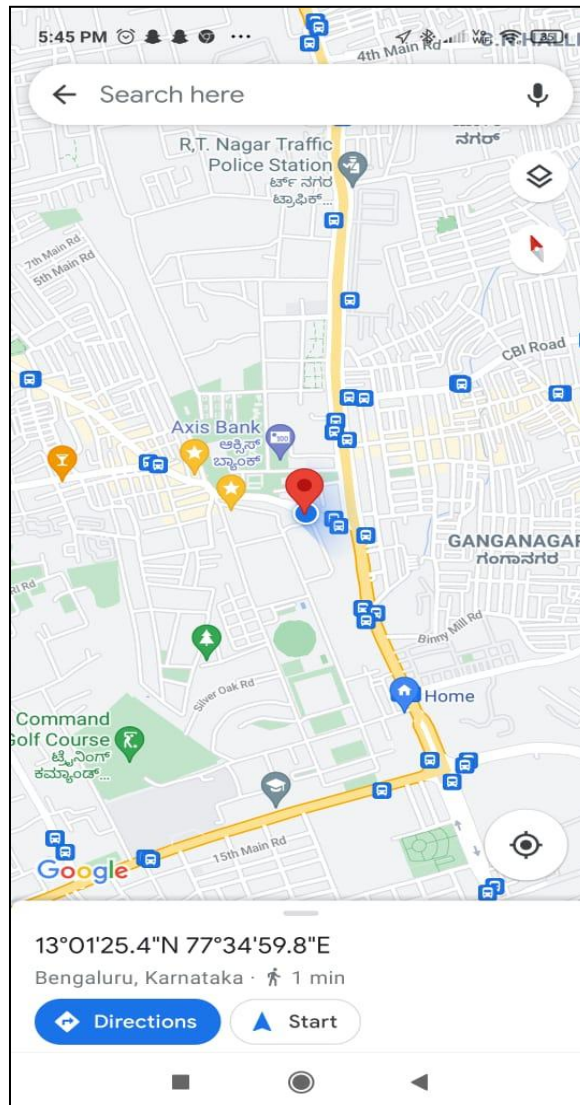 5:45 PM
4th Main Rd
Search here
ನಗರ್
R.T. Nagar Traffic
Police Station
ರ್ಟ್ ನಗರ
ಟ್ರಾಫಿಕ್...
7th Main Rd
5th Main Rd
CBI Road
Axis Bank
ಆಕ್ಸಿಸ್
ಬ್ಯಾಂಕ್
GANGANAGAR
ಗಂಗಾನಗರ
Binny Mill Rd
Silver Oak Rd
Home
Command
Golf Course
ಟ್ರೈನಿಂಗ್
ಕಮ್ಯಾಂಡ್...
15th Main Rd
Google
13°01'25.4"N 77°34'59.8"E
Bengaluru, Karnataka · 1 min
Directions
Start